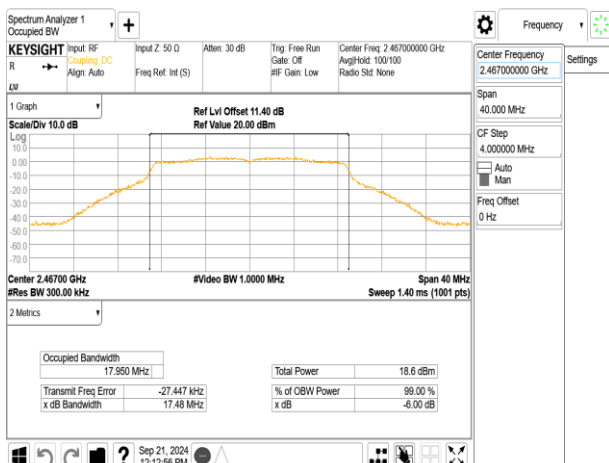 Spectrum Analyzer 1
Occupied BW
+
Frequency
KEYSIGHT
R
LXI
Input: RF
Coupling: DC
Align: Auto
Input Z: 50 Ω
Freq Ref: Int (S)
Atten: 30 dB
Trig: Free Run
Gate: Off
#IF Gain: Low
Center Freq: 2.467000000 GHz
Avg|Hold: 100/100
Radio Std: None
Center Frequency
2.467000000 GHz
Settings
Span
40.000 MHz
CF Step
4.000000 MHz
Auto
Man
Freq Offset
0 Hz
1 Graph
Scale/Div 10.0 dB
Ref Lvl Offset 11.40 dB
Ref Value 20.00 dBm
Log
10.0
0.00
-10.0
-20.0
-30.0
-40.0
-50.0
-60.0
-70.0
Center 2.46700 GHz
#Video BW 1.0000 MHz
Span 40 MHz
#Res BW 300.00 kHz
Sweep 1.40 ms (1001 pts)
2 Metrics
Occupied Bandwidth
17.950 MHz
Total Power 18.6 dBm
Transmit Freq Error -27.447 kHz
% of OBW Power 99.00 %
x dB Bandwidth 17.48 MHz
x dB -6.00 dB
?
Sep 21, 2024
12:12:56 PM